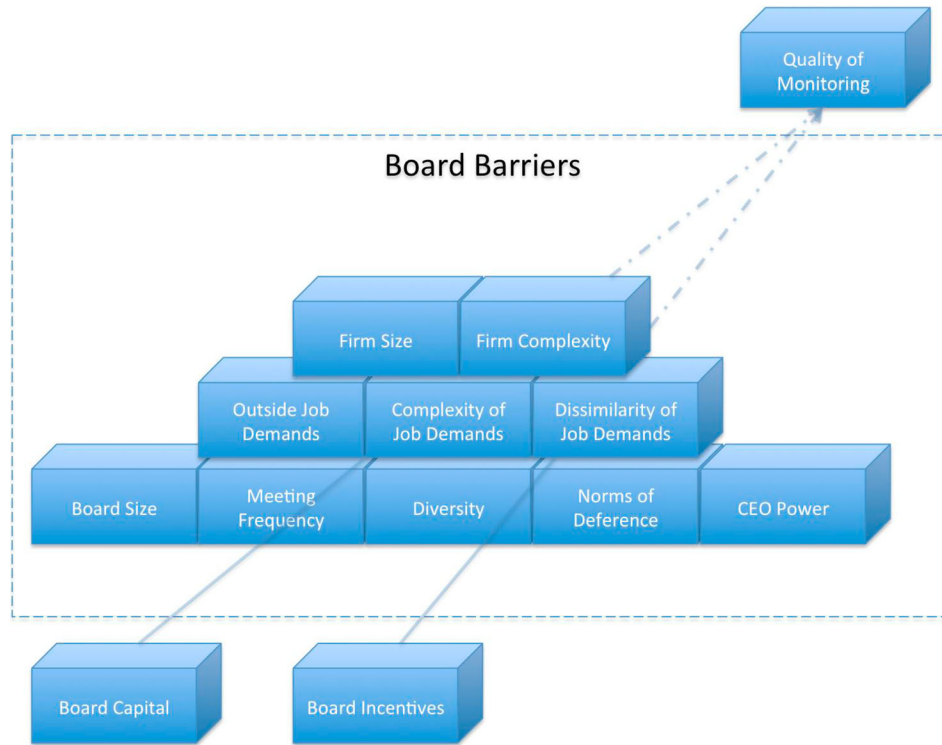 Quality of
Monitoring
Board Barriers
Firm Size
Firm Complexity
Outside Job
Demands
Complexity of
Job Demands
Dissimilarity of
Job Demands
Board Size
Meeting
Frequency
Diversity
Norms of
Deference
CEO Power
Board Capital
Board Incentives